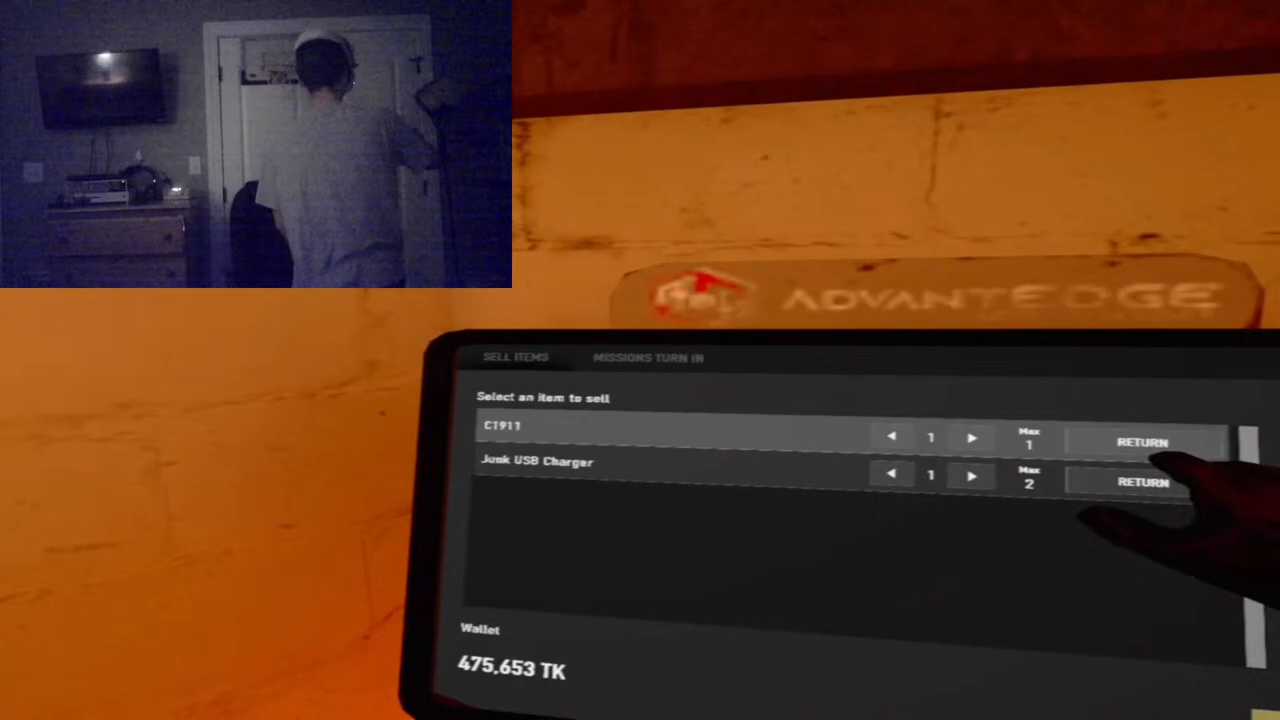 ADVANTEDGE
SELL ITEMS MISSIONS TURN IN
Select an item to sell
C1911 1 Max 1 RETURN
Junk USB Charger 1 Max 2 RETURN
Wallet
475,653 TK